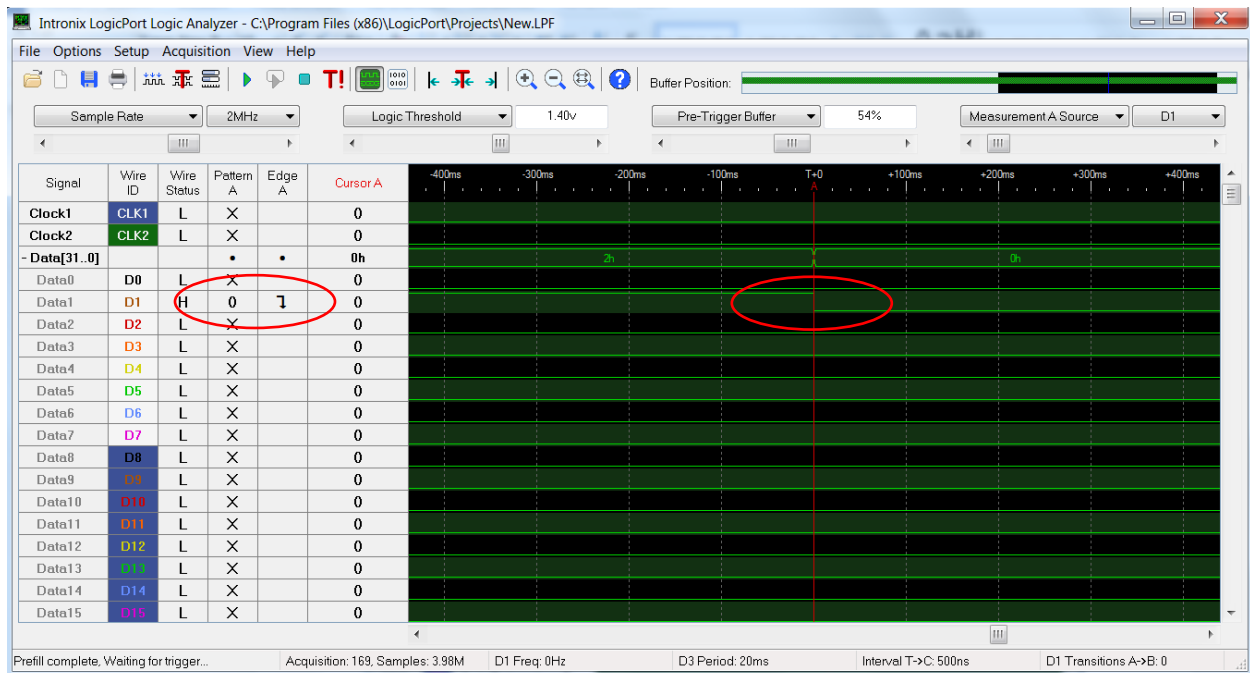 Intronix LogicPort Logic Analyzer - C:\Program Files (x86)\LogicPort\Projects\New.LPF
File Options Setup Acquisition View Help
T! 1010 0101 Buffer Position:
Sample Rate 2MHz Logic Threshold 1.40v Pre-Trigger Buffer 54% Measurement A Source D1
Signal Wire ID Wire Status Pattern A Edge A Cursor A -400ms -300ms -200ms -100ms T+0 +100ms +200ms +300ms +400ms
A
Clock1 CLK1 L X 0
Clock2 CLK2 L X 0
- Data[31..0] • • 0h 2h 0h
Data0 D0 L X 0
Data1 D1 H 0 0
Data2 D2 L X 0
Data3 D3 L X 0
Data4 D4 L X 0
Data5 D5 L X 0
Data6 D6 L X 0
Data7 D7 L X 0
Data8 D8 L X 0
Data9 D9 L X 0
Data10 D10 L X 0
Data11 D11 L X 0
Data12 D12 L X 0
Data13 D13 L X 0
Data14 D14 L X 0
Data15 D15 L X 0
Prefill complete, Waiting for trigger... Acquisition: 169, Samples: 3.98M D1 Freq: 0Hz D3 Period: 20ms Interval T->C: 500ns D1 Transitions A->B: 0